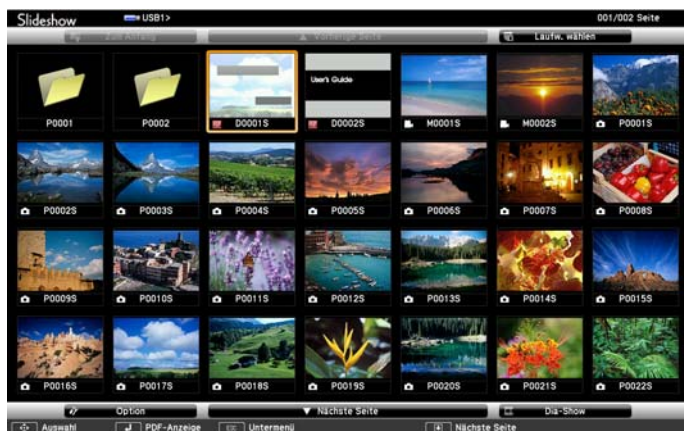 Slideshow USB1> 001/002 Seite
Zum Anfang ▲ Vorherige Seite Laufw. wählen
User's Guide
P0001 P0002 D0001S D0002S M0001S M0002S P0001S
P0002S P0003S P0004S P0005S P0006S P0007S P0008S
P0009S P0010S P0011S P0012S P0013S P0014S P0015S
P0016S P0017S P0018S P0019S P0020S P0021S P0022S
Option ▼ Nächste Seite Dia-Show
Auswahl PDF-Anzeige ESC Untermenü Nächste Seite